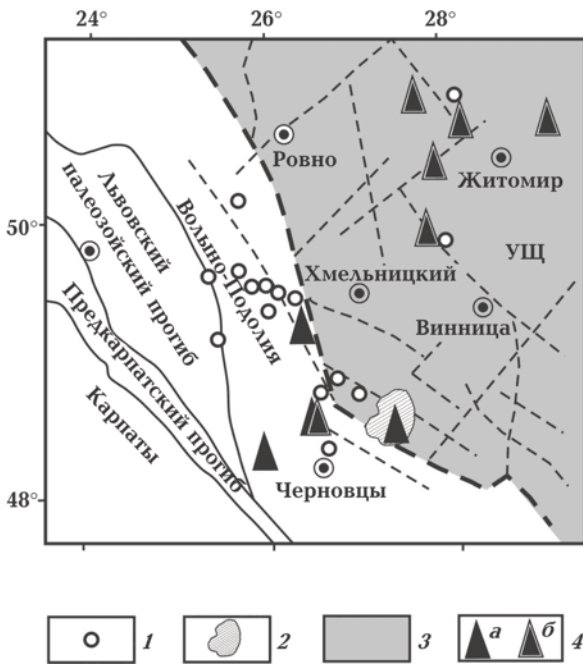 24° 26° 28°
Ровно
Житомир
Львовский
палеозойский прогиб
Волыно-Подолия
50°
УЩ
Хмельницкий
Винница
Предкарпатский прогиб
Карпаты
Черновцы
48°
1 2 3 а б 4